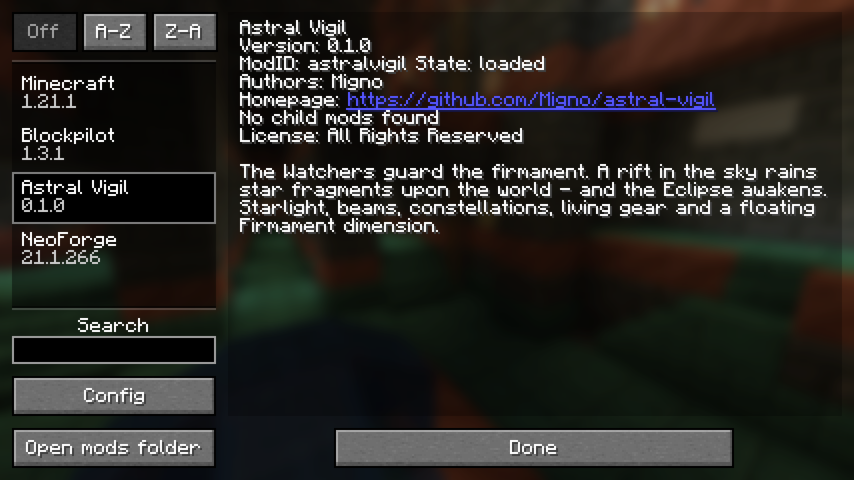 Off A-Z Z-A
Minecraft
1.21.1
Blockpilot
1.3.1
Astral Vigil
0.1.0
NeoForge
21.1.266
Search
Config
Open mods folder
Astral Vigil
Version: 0.1.0
ModID: astralvigil State: loaded
Authors: Migno
Homepage: https://github.com/Migno/astral-vigil
No child mods found
License: All Rights Reserved
The Watchers guard the firmament. A rift in the sky rains
star fragments upon the world - and the Eclipse awakens.
Starlight, beams, constellations, living gear and a floating
Firmament dimension.
Done